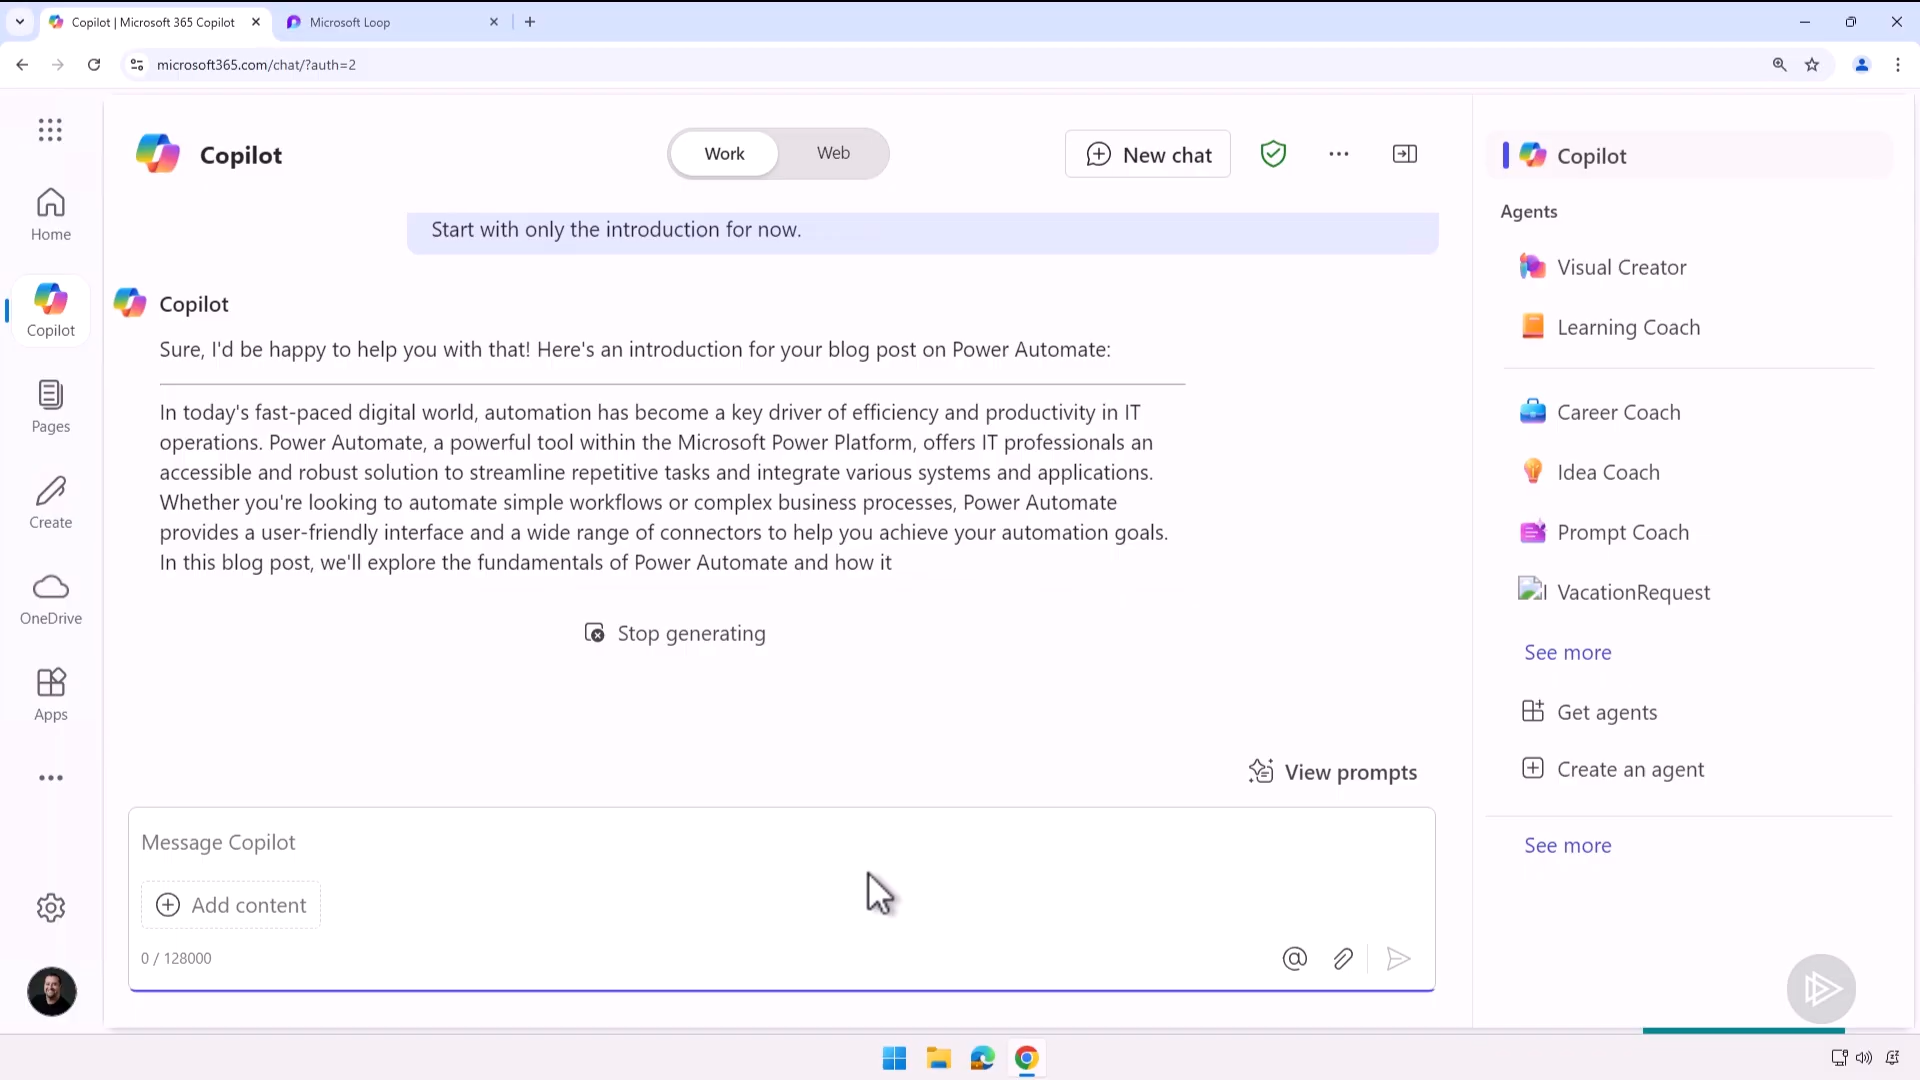 Copilot | Microsoft 365 Copilot
Microsoft Loop
microsoft365.com/chat/?auth=2
Copilot
Work
Web
New chat
Home
Copilot
Pages
Create
OneDrive
Apps
Start with only the introduction for now.
Copilot
Sure, I'd be happy to help you with that! Here's an introduction for your blog post on Power Automate:
In today's fast-paced digital world, automation has become a key driver of efficiency and productivity in IT
operations. Power Automate, a powerful tool within the Microsoft Power Platform, offers IT professionals an
accessible and robust solution to streamline repetitive tasks and integrate various systems and applications.
Whether you're looking to automate simple workflows or complex business processes, Power Automate
provides a user-friendly interface and a wide range of connectors to help you achieve your automation goals.
In this blog post, we'll explore the fundamentals of Power Automate and how it
Stop generating
View prompts
Message Copilot
Add content
0 / 128000
Copilot
Agents
Visual Creator
Learning Coach
Career Coach
Idea Coach
Prompt Coach
VacationRequest
See more
Get agents
Create an agent
See more